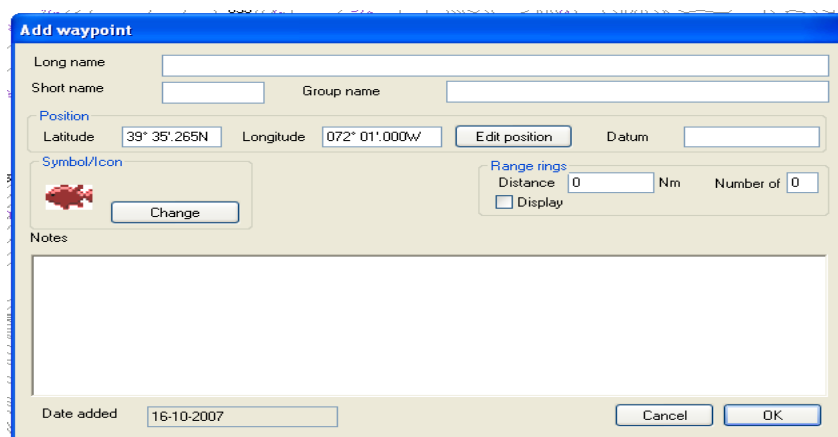 Add waypoint
Long name
Short name Group name
Position
Latitude 39° 35'.265N Longitude 072° 01'.000W Edit position Datum
Symbol/Icon Range rings
Distance 0 Nm Number of 0
Change Display
Notes
Date added 16-10-2007 Cancel OK